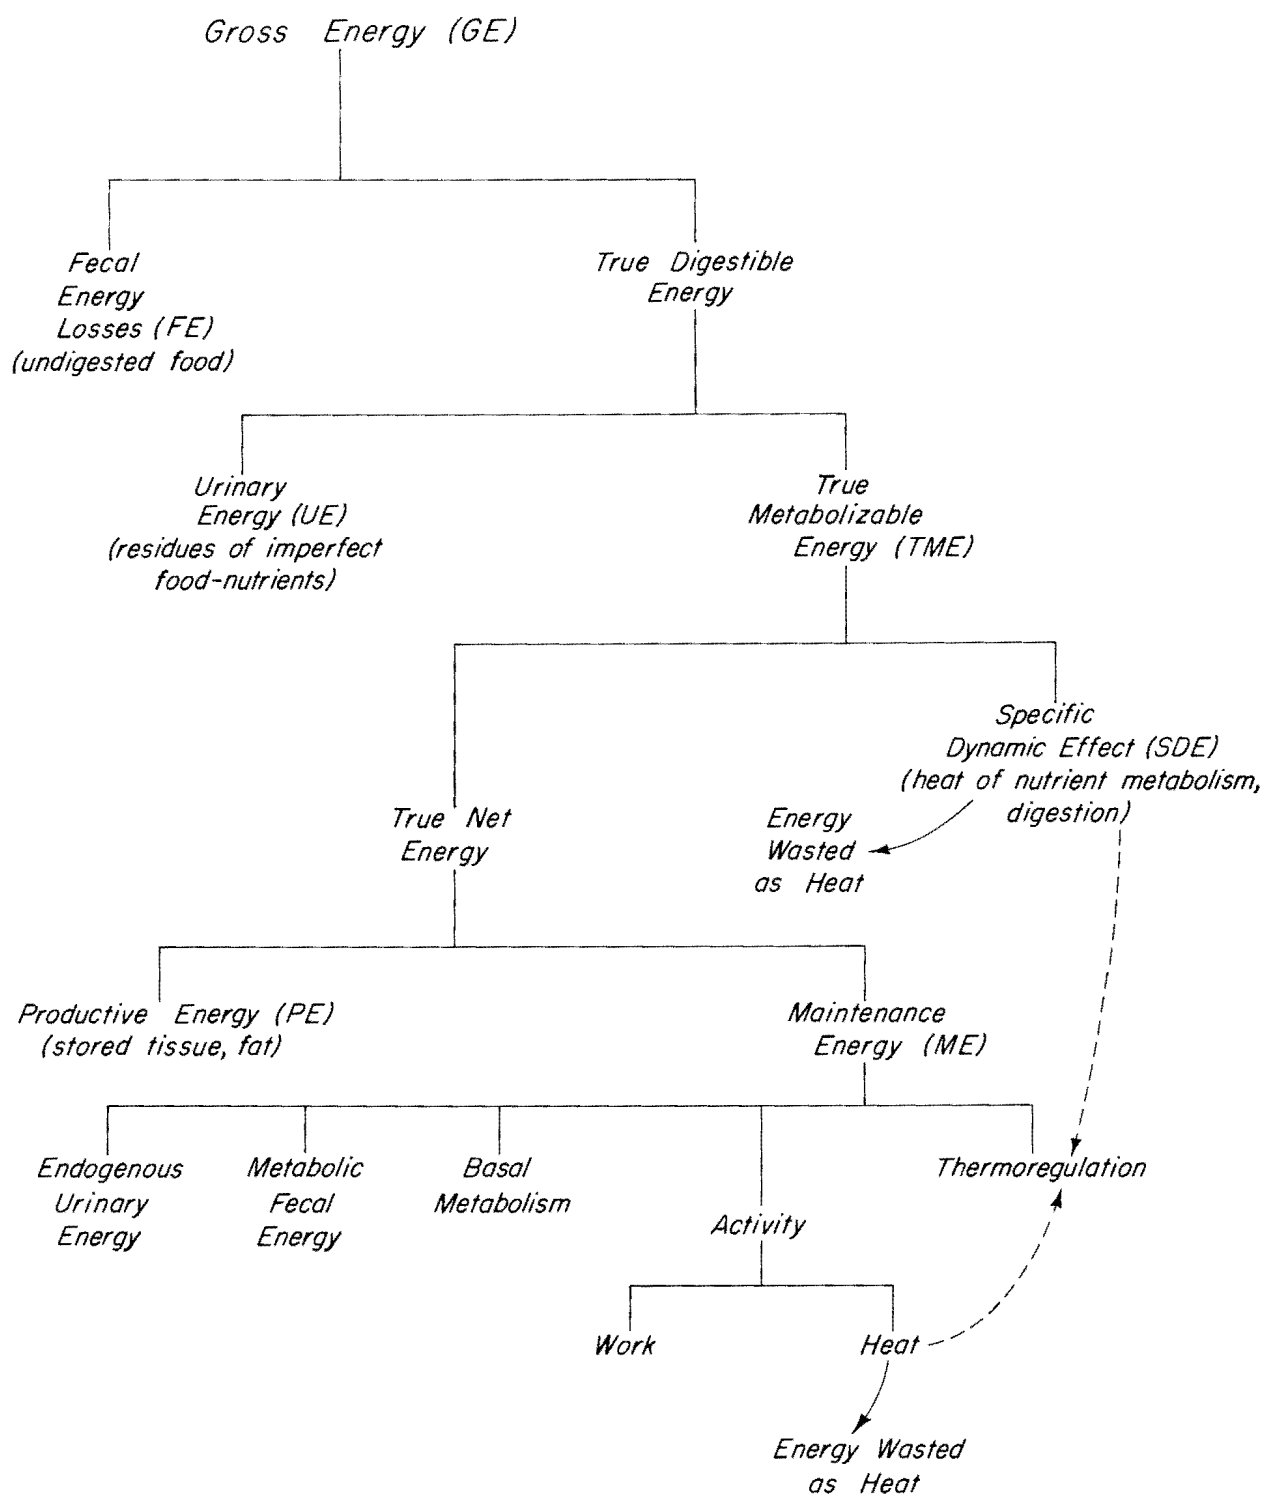 Gross Energy (GE)
Fecal
Energy
Losses (FE)
(undigested food)
True Digestible
Energy
Urinary
Energy (UE)
(residues of imperfect
food-nutrients)
True
Metabolizable
Energy (TME)
Specific
Dynamic Effect (SDE)
(heat of nutrient metabolism,
digestion)
True Net
Energy
Energy
Wasted
as Heat
Productive Energy (PE)
(stored tissue, fat)
Maintenance
Energy (ME)
Endogenous
Urinary
Energy
Metabolic
Fecal
Energy
Basal
Metabolism
Activity
Thermoregulation
Work
Heat
Energy Wasted
as Heat